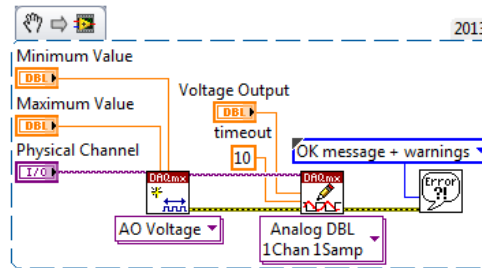 2013
Minimum Value
DBL
Maximum Value
DBL
Voltage Output
DBL
timeout
10
Physical Channel
I/O
OK message + warnings
DAQmx
DAQmx
Error
?!
AO Voltage
Analog DBL
1Chan 1Samp